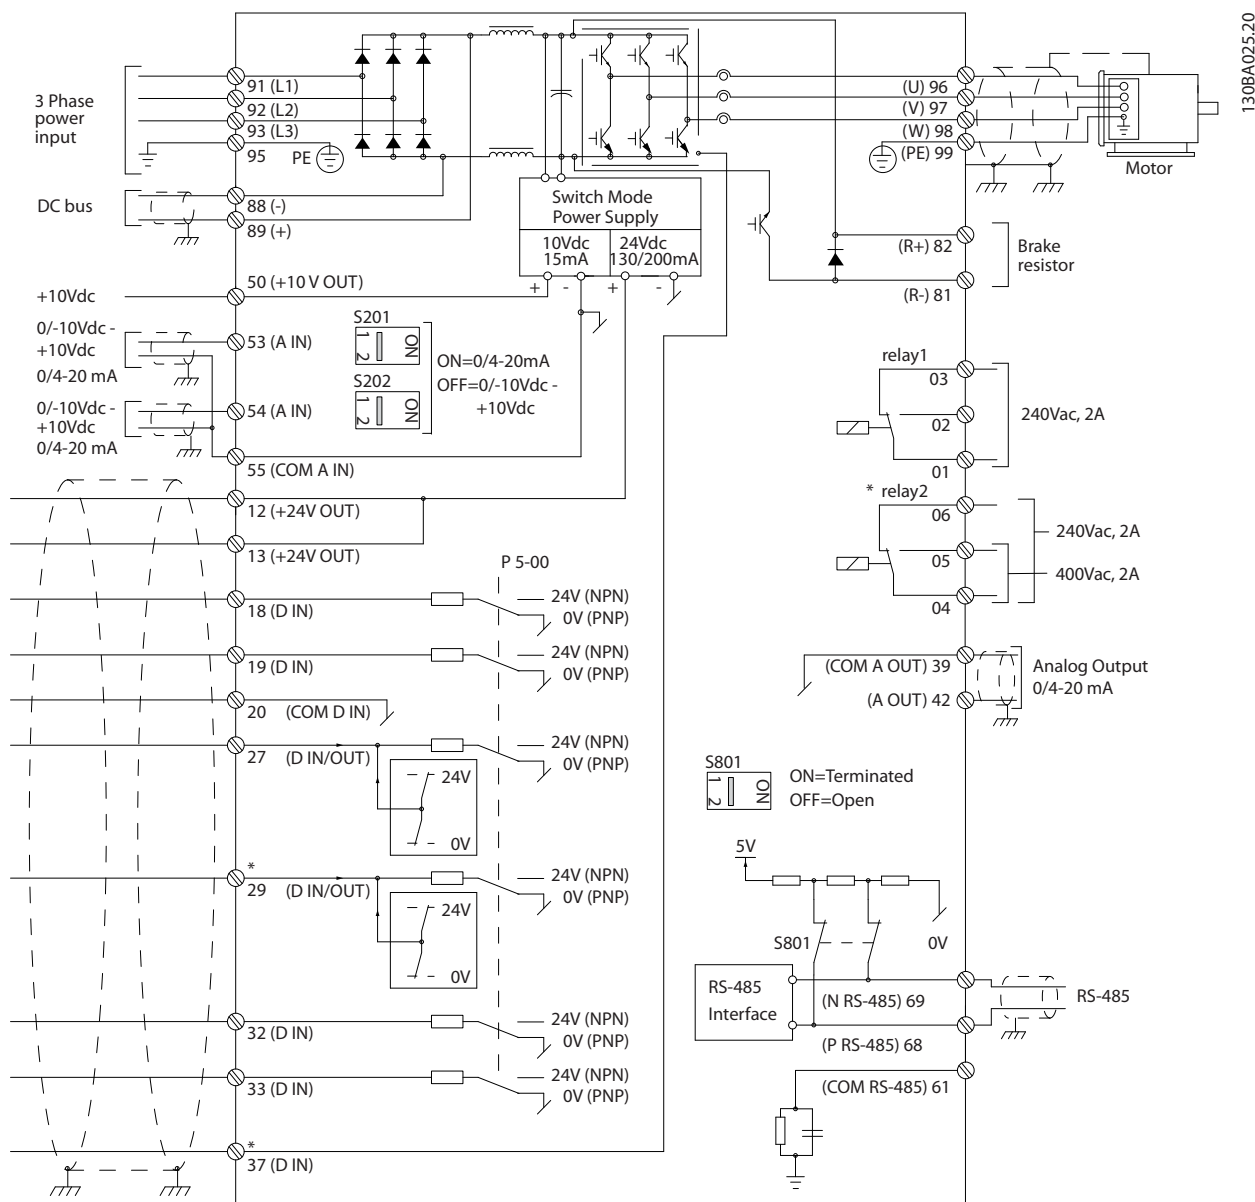 130BA025.20
3 Phase
power
input
91 (L1)
92 (L2)
93 (L3)
95
PE
DC bus
88 (-)
89 (+)
Switch Mode
Power Supply
10Vdc
15mA
24Vdc
130/200mA
+ - + -
(U) 96
(V) 97
(W) 98
(PE) 99
Motor
(R+) 82
(R-) 81
Brake
resistor
+10Vdc
50 (+10 V OUT)
0/-10Vdc -
+10Vdc
0/4-20 mA
53 (A IN)
0/-10Vdc -
+10Vdc
0/4-20 mA
54 (A IN)
55 (COM A IN)
S201
1 2 ON
S202
1 2 ON
ON=0/4-20mA
OFF=0/-10Vdc -
+10Vdc
relay1
03
02
01
240Vac, 2A
* relay2
06
05
04
240Vac, 2A
400Vac, 2A
12 (+24V OUT)
13 (+24V OUT)
P 5-00
18 (D IN)
24V (NPN)
0V (PNP)
19 (D IN)
24V (NPN)
0V (PNP)
20 (COM D IN)
27 (D IN/OUT)
24V (NPN)
0V (PNP)
24V
0V
*
29 (D IN/OUT)
24V (NPN)
0V (PNP)
24V
0V
32 (D IN)
24V (NPN)
0V (PNP)
33 (D IN)
24V (NPN)
0V (PNP)
*
37 (D IN)
(COM A OUT) 39
(A OUT) 42
Analog Output
0/4-20 mA
S801
1 2 ON
ON=Terminated
OFF=Open
5V
S801
0V
RS-485
Interface
(N RS-485) 69
(P RS-485) 68
(COM RS-485) 61
RS-485